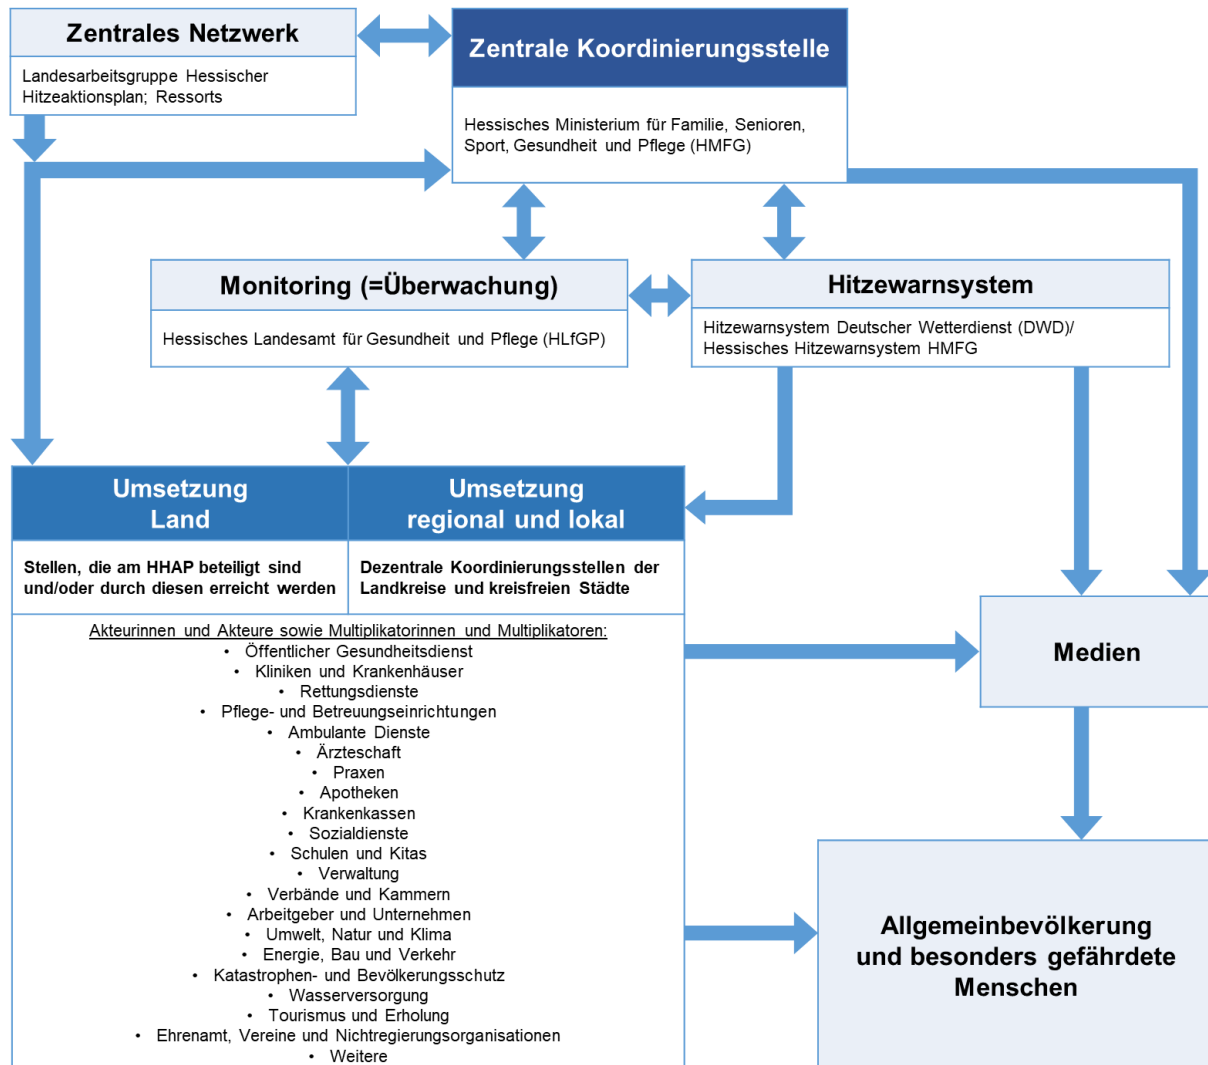 Zentrales Netzwerk
Landesarbeitsgruppe Hessischer
Hitzeaktionsplan; Ressorts
Zentrale Koordinierungsstelle
Hessisches Ministerium für Familie, Senioren,
Sport, Gesundheit und Pflege (HMFG)
Monitoring (=Überwachung)
Hessisches Landesamt für Gesundheit und Pflege (HLfGP)
Hitzewarnsystem
Hitzewarnsystem Deutscher Wetterdienst (DWD)/
Hessisches Hitzewarnsystem HMFG
Umsetzung
Land
Umsetzung
regional und lokal
Stellen, die am HHAP beteiligt sind
und/oder durch diesen erreicht werden
Dezentrale Koordinierungsstellen der
Landkreise und kreisfreien Städte
Akteurinnen und Akteure sowie Multiplikatorinnen und Multiplikatoren:
• Öffentlicher Gesundheitsdienst
• Kliniken und Krankenhäuser
• Rettungsdienste
• Pflege- und Betreuungseinrichtungen
• Ambulante Dienste
• Ärzteschaft
• Praxen
• Apotheken
• Krankenkassen
• Sozialdienste
• Schulen und Kitas
• Verwaltung
• Verbände und Kammern
• Arbeitgeber und Unternehmen
• Umwelt, Natur und Klima
• Energie, Bau und Verkehr
• Katastrophen- und Bevölkerungsschutz
• Wasserversorgung
• Tourismus und Erholung
• Ehrenamt, Vereine und Nichtregierungsorganisationen
• Weitere
Medien
Allgemeinbevölkerung
und besonders gefährdete
Menschen